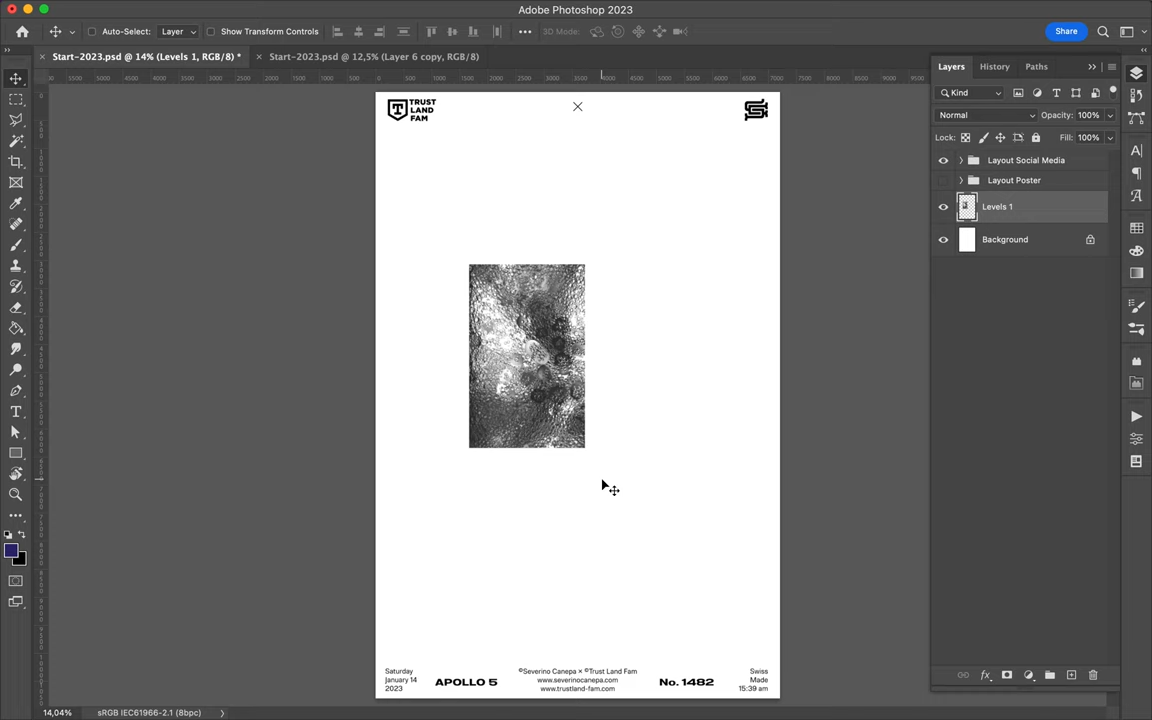 Adobe Photoshop 2023
Auto-Select: Layer Show Transform Controls 3D Mode: Share
Start-2023.psd @ 14% (Levels 1, RGB/8) * Start-2023.psd @ 12,5% (Layer 6 copy, RGB/8)
TRUST
LAND
FAM
Layers History Paths
Kind
Normal Opacity: 100%
Lock: Fill: 100%
Layout Social Media
Layout Poster
Levels 1
Background
Saturday
January 14
2023
APOLLO 5
©Severino Canepa × ©Trust Land Fam
www.severinocanepa.com
www.trustland-fam.com
No. 1482
Swiss
Made
15:39 am
14,04% sRGB IEC61966-2.1 (8bpc)